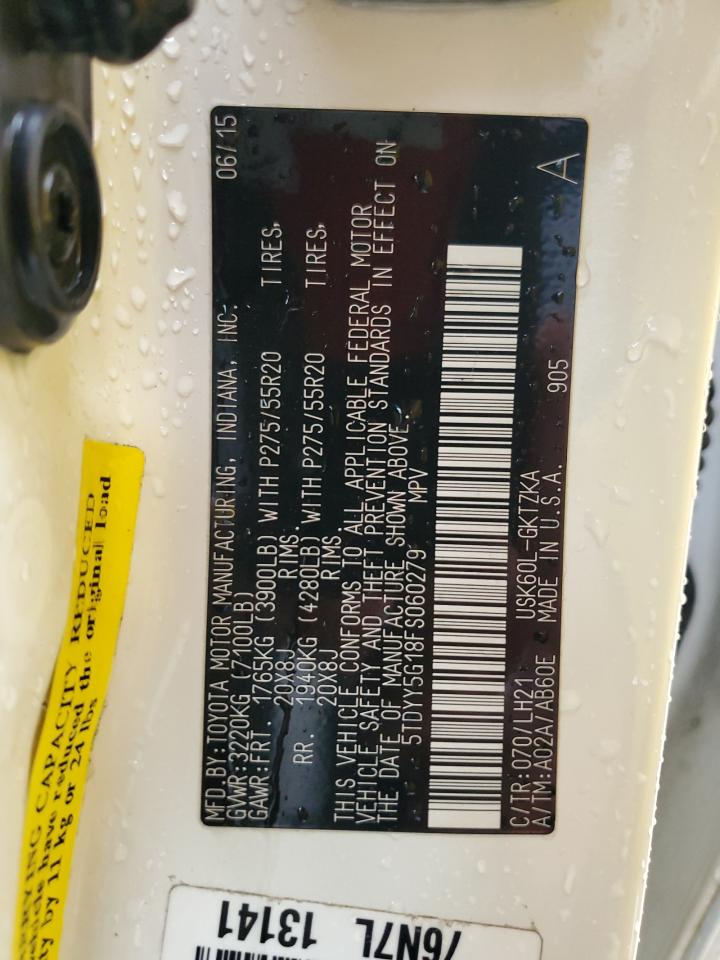 MFD.BY:TOYOTA MOTOR MANUFACTURING, INDIANA, INC. 06/15
GVWR:3220KG (7100LB)
GAWR:FRT. 1765KG (3900LB) WITH P275/55R20 TIRES,
20X8J RIMS.
RR. 1940KG (4280LB) WITH P275/55R20 TIRES,
20X8J RIMS.
THIS VEHICLE CONFORMS TO ALL APPLICABLE FEDERAL MOTOR
VEHICLE SAFETY AND THEFT PREVENTION STANDARDS IN EFFECT ON
THE DATE OF MANUFACTURE SHOWN ABOVE.
5TDYY5G18FS060279 MPV
C/TR:070/LH21 USK60L-GKTZKA A
A/TM:A02A/AB60E MADE IN U.S.A. 905
CAPACITY REDUCED
have reduced the original load
by 11 kg or 24 lbs
76N7L
13141